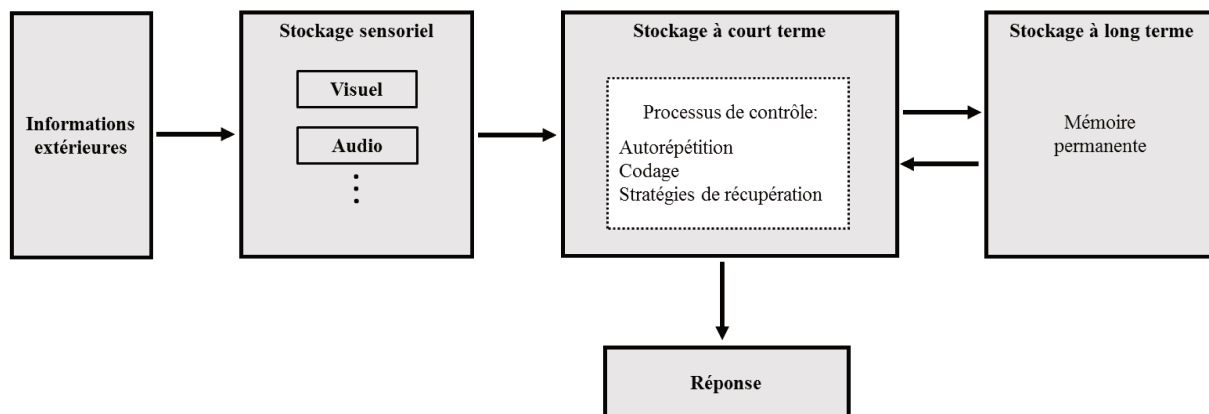 Informations
extérieures
Stockage sensoriel
Visuel
Audio
Stockage à court terme
Processus de contrôle:
Autorépétition
Codage
Stratégies de récupération
Stockage à long terme
Mémoire
permanente
Réponse